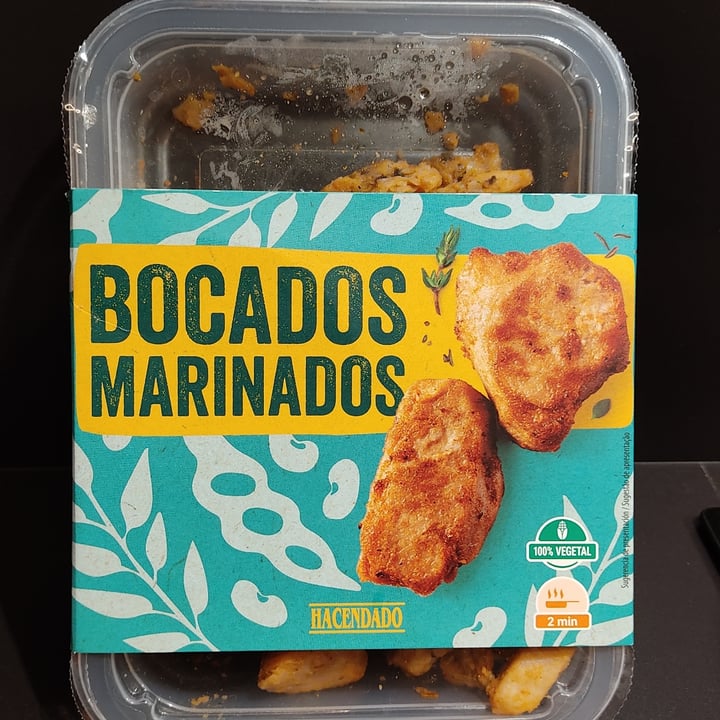 BOCADOS
MARINADOS
Sugerencia de presentación / Sugestão de apresentação
100% VEGETAL
2 min
HACENDADO